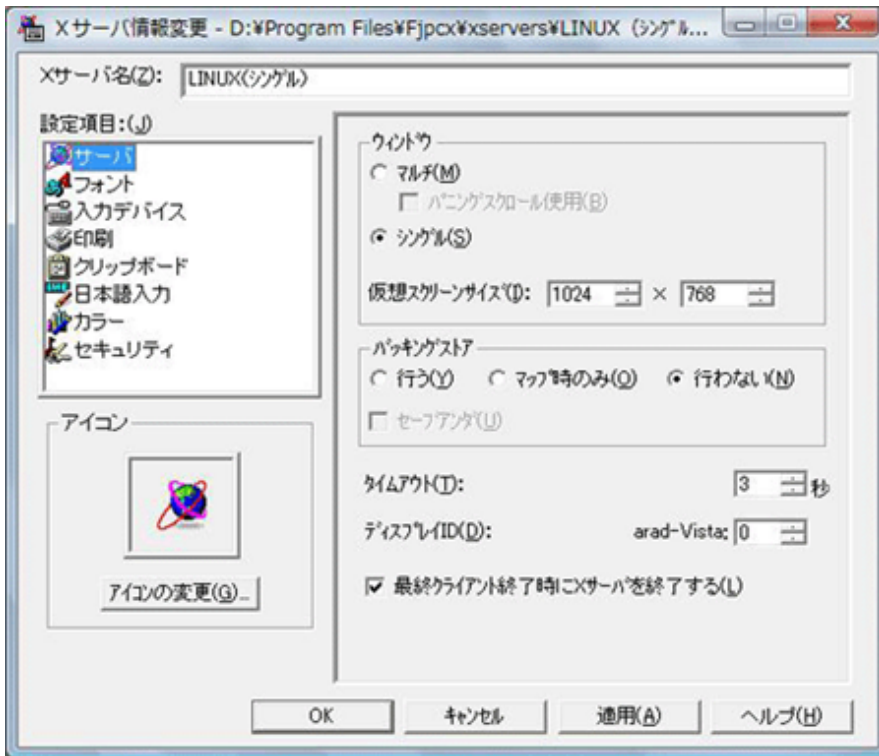 Xサーバ情報変更 - D:¥Program Files¥Fjpcx¥xservers¥LINUX (ｼﾝｸﾞﾙ...
Xサーバ名(Z): LINUX(ｼﾝｸﾞﾙ)
設定項目:(J)
サーバ
フォント
入力デバイス
印刷
クリップボード
日本語入力
カラー
セキュリティ
アイコン
ｱｲｺﾝの変更(G)...
ｳｨﾝﾄﾞｳ
ﾏﾙﾁ(M)
ﾊﾟﾆﾝｸﾞｽｸﾛｰﾙ使用(B)
ｼﾝｸﾞﾙ(S)
仮想ｽｸﾘｰﾝｻｲｽﾞ(I): 1024 × 768
ﾊﾞｯｷﾝｸﾞｽﾄｱ
行う(Y) ﾏｯﾌﾟ時のみ(O) 行わない(N)
ｾｰﾌﾞｱﾝﾀﾞ(U)
ﾀｲﾑｱｳﾄ(T): 3 秒
ﾃﾞｨｽﾌﾟﾚｲID(D): arad-Vista: 0
最終ｸﾗｲｱﾝﾄ終了時にXｻｰﾊﾞを終了する(L)
OK ｷｬﾝｾﾙ 適用(A) ヘルプ(H)